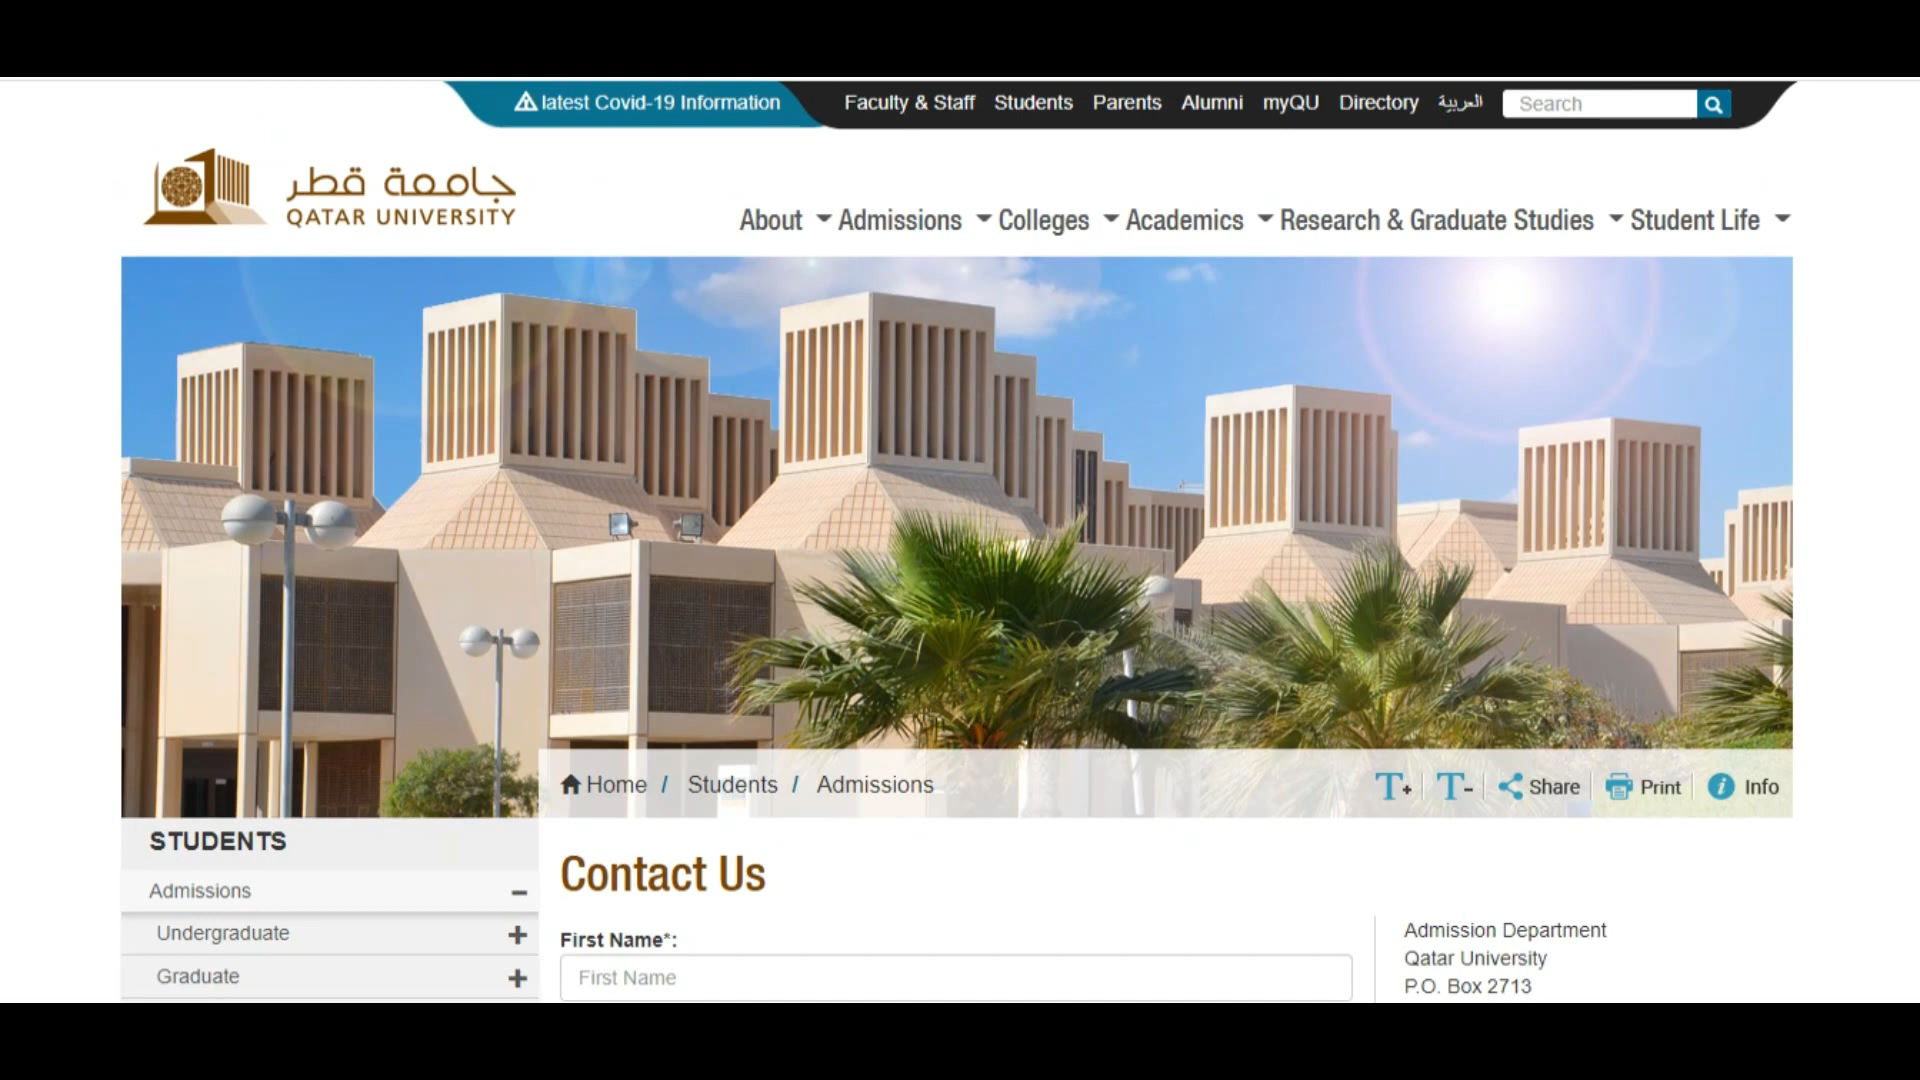 latest Covid-19 Information
Faculty & Staff Students Parents Alumni myQU Directory العربية Search
جامعة قطر
QATAR UNIVERSITY
About Admissions Colleges Academics Research & Graduate Studies Student Life
Home / Students / Admissions
T+ T- Share Print Info
STUDENTS
Admissions
Undergraduate
Graduate
Contact Us
First Name*:
First Name
Admission Department
Qatar University
P.O. Box 2713